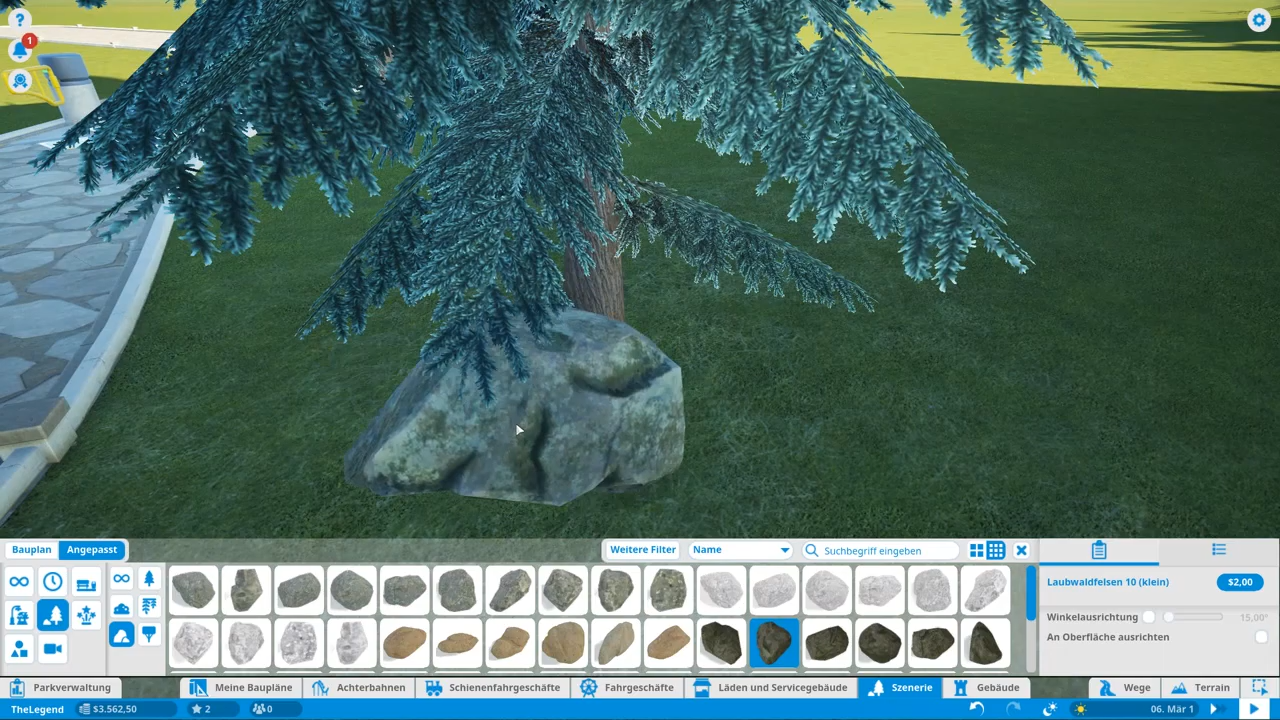 ?
1
Bauplan Angepasst Weitere Filter Name Suchbegriff eingeben
Laubwaldfelsen 10 (klein) $2,00
Winkelausrichtung 15,00°
An Oberfläche ausrichten
Parkverwaltung Meine Baupläne Achterbahnen Schienenfahrgeschäfte Fahrgeschäfte Läden und Servicegebäude Szenerie Gebäude Wege Terrain
TheLegend $3.562,50 2 0 06. Mär 1